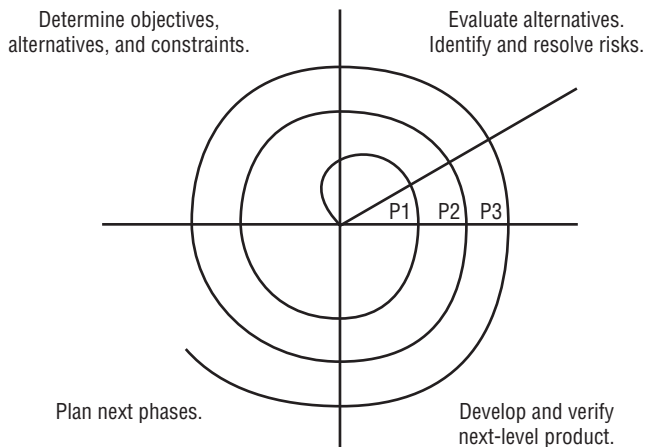 Determine objectives,
alternatives, and constraints.
Evaluate alternatives.
Identify and resolve risks.
P1 P2 P3
Plan next phases.
Develop and verify
next-level product.